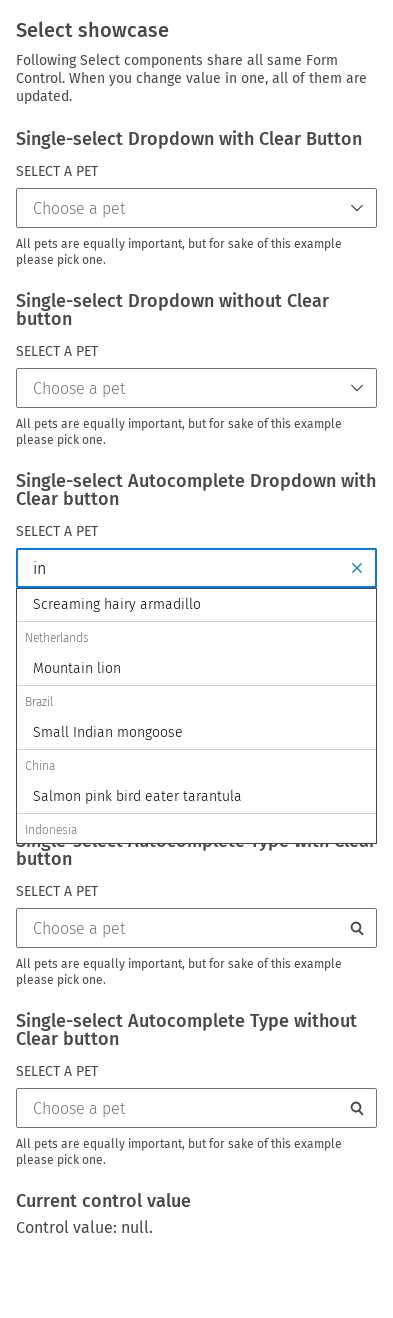 Select showcase
Following Select components share all same Form
Control. When you change value in one, all of them are
updated.
Single-select Dropdown with Clear Button
SELECT A PET
Choose a pet
All pets are equally important, but for sake of this example
please pick one.
Single-select Dropdown without Clear
button
SELECT A PET
Choose a pet
All pets are equally important, but for sake of this example
please pick one.
Single-select Autocomplete Dropdown with
Clear button
SELECT A PET
in
Screaming hairy armadillo
Netherlands
Mountain lion
Brazil
Small Indian mongoose
China
Salmon pink bird eater tarantula
Indonesia
Single-select Autocomplete Type with Clear
button
SELECT A PET
Choose a pet
All pets are equally important, but for sake of this example
please pick one.
Single-select Autocomplete Type without
Clear button
SELECT A PET
Choose a pet
All pets are equally important, but for sake of this example
please pick one.
Current control value
Control value: null.